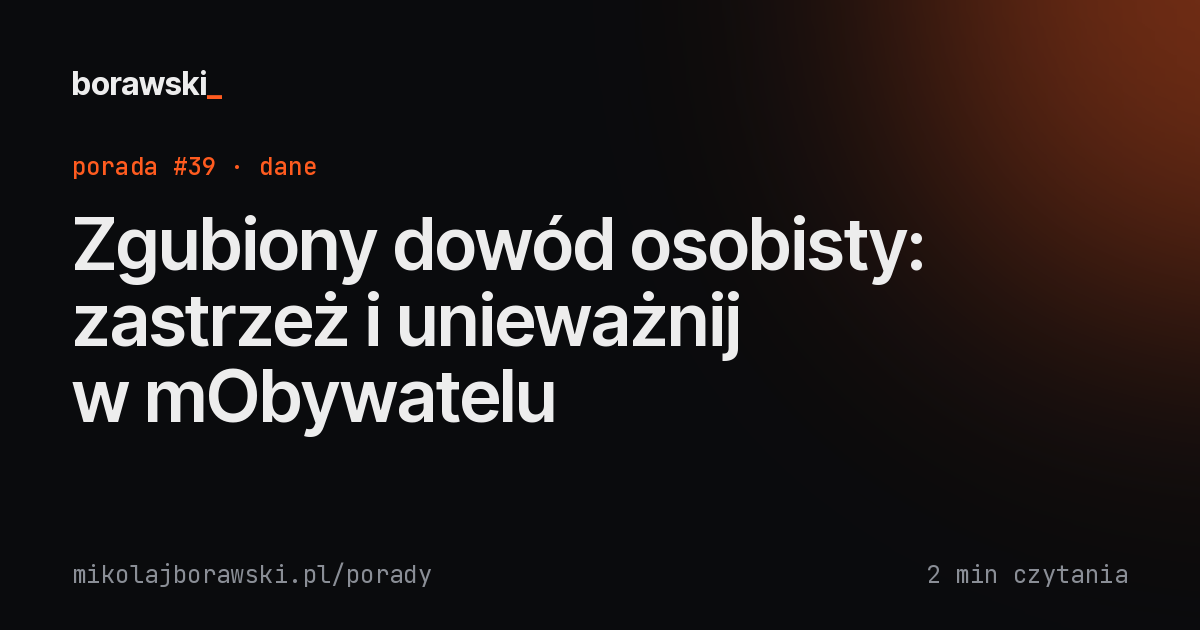 borawski_
porada #39 · dane
Zgubiony dowód osobisty:
zastrzeż i unieważnij
w mObywatelu
mikolajborawski.pl/porady
2 min czytania